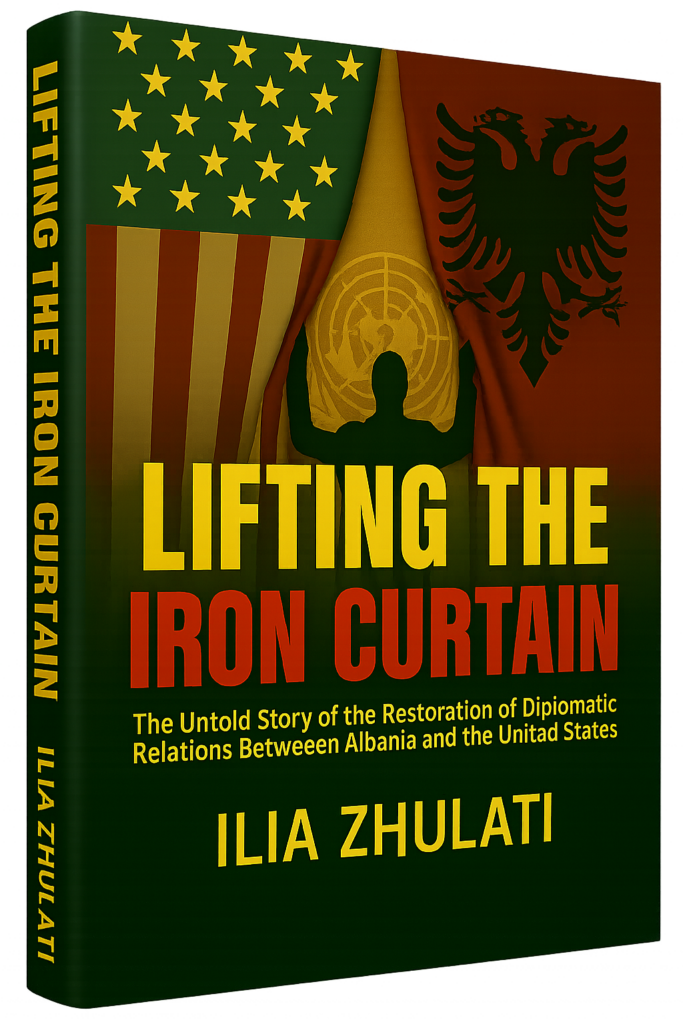 LIFTING THE IRON CURTAIN ILIA ZHULATI
LIFTING THE
IRON CURTAIN
The Untold Story of the Restoration of Dipiomatic
Relations Betweeen Albania and the Unitad States
ILIA ZHULATI